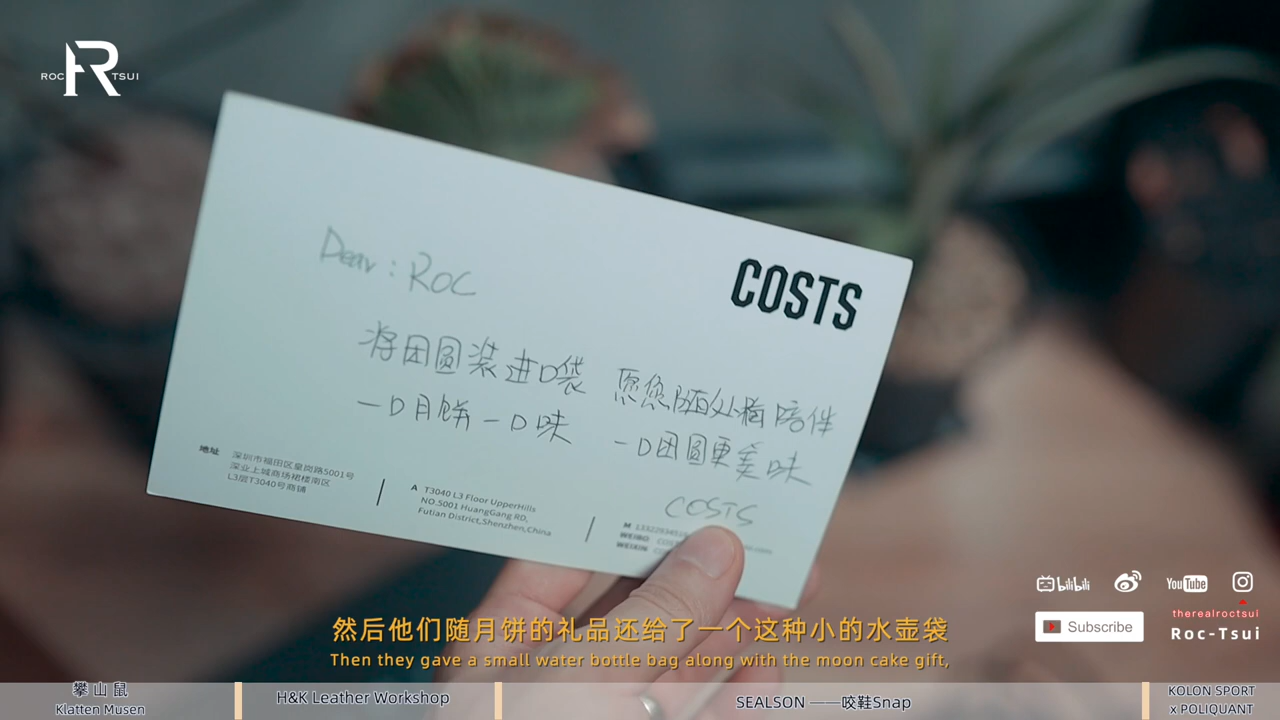 ROC TSUI
COSTS
Dear : ROC
将团圆装进口袋 愿您随处有陪伴
一口月饼一口味 一口团圆更美味
COSTS
地址 深圳市福田区皇岗路5001号
深业上城商场裙楼南区
L3层T3040号商铺
A T3040 L3 Floor UpperHills
NO.5001 HuangGang RD,
Futian District,Shenzhen,China
M
WEIBO
WEIXIN
bilibili
YouTube
therealroctsui
Subscribe
Roc-Tsui
然后他们随月饼的礼品还给了一个这种小的水壶袋
Then they gave a small water bottle bag along with the moon cake gift,
攀山鼠
Klatten Musen
H&K Leather Workshop
SEALSON ——咬鞋Snap
KOLON SPORT
x POLIQUANT